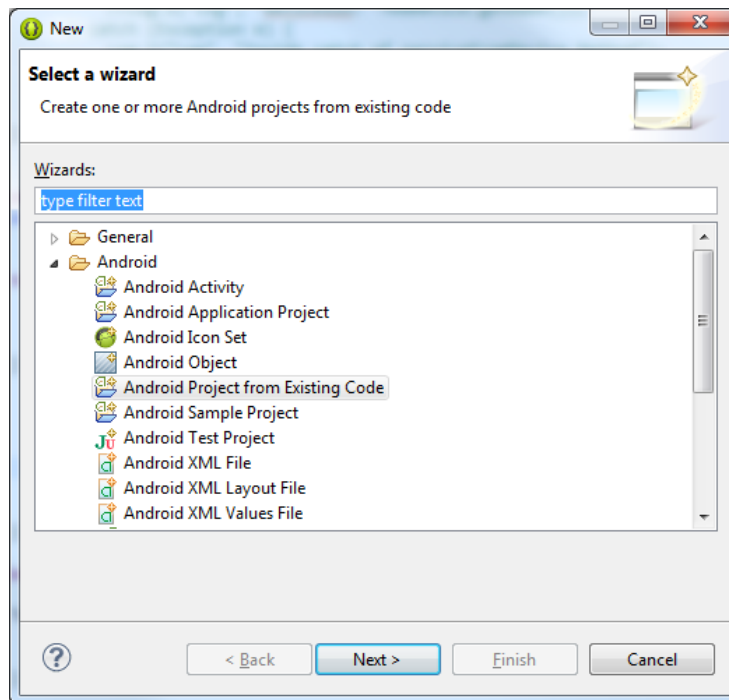 New
Select a wizard
Create one or more Android projects from existing code
Wizards:
type filter text
General
Android
Android Activity
Android Application Project
Android Icon Set
Android Object
Android Project from Existing Code
Android Sample Project
Android Test Project
Android XML File
Android XML Layout File
Android XML Values File
? < Back Next > Finish Cancel